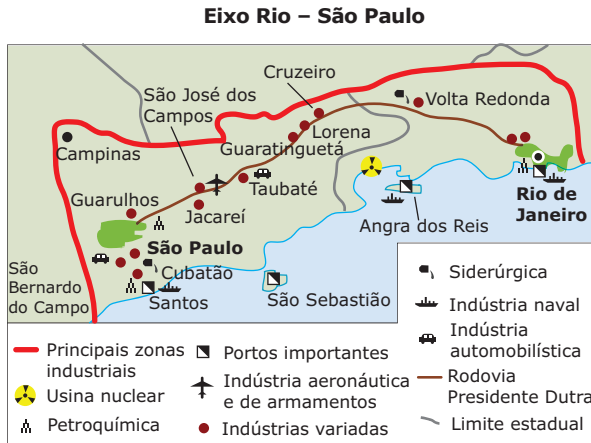 Eixo Rio – São Paulo
Cruzeiro
São José dos
Campos
Volta Redonda
Lorena
Campinas
Guaratinguetá
Taubaté
Guarulhos
Jacareí
Angra dos Reis
Rio de
Janeiro
São Paulo
São
Bernardo
do Campo
Cubatão
Santos
São Sebastião
Siderúrgica
Indústria naval
Indústria
automobilística
Rodovia
Presidente Dutra
Limite estadual
Principais zonas
industriais
Usina nuclear
Petroquímica
Portos importantes
Indústria aeronáutica
e de armamentos
Indústrias variadas